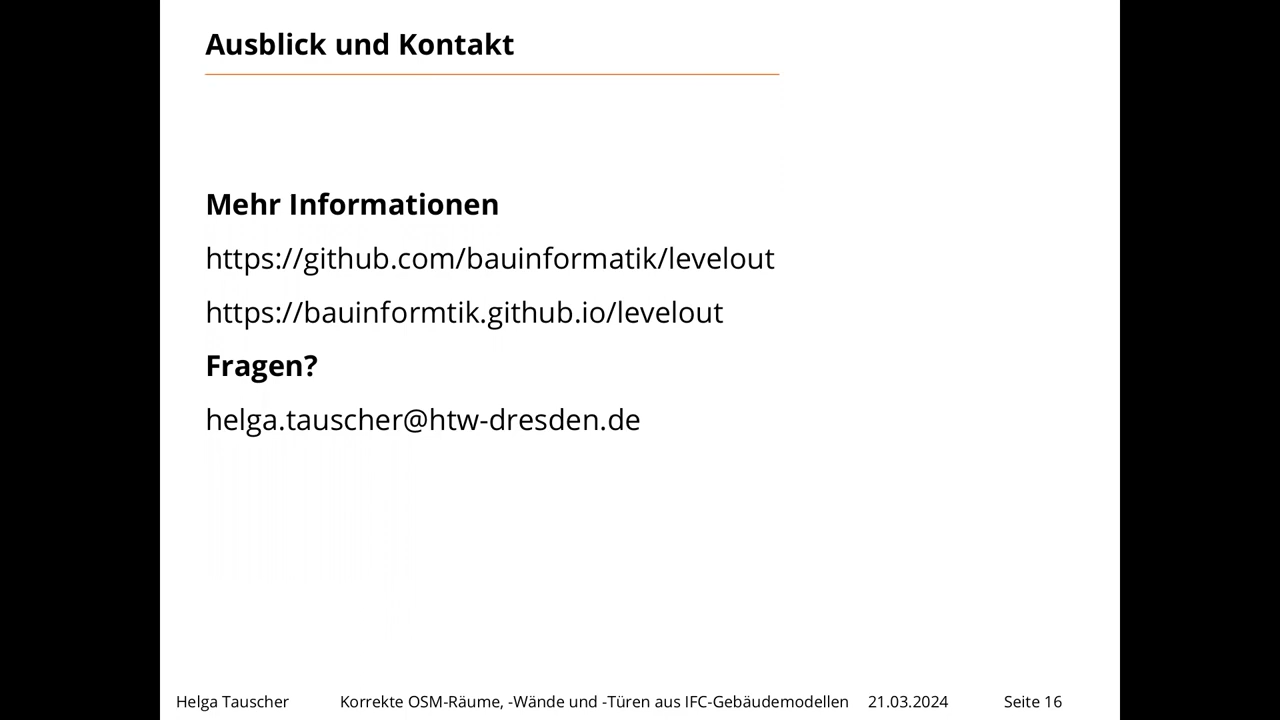 Ausblick und Kontakt
Mehr Informationen
https://github.com/bauinformatik/levelout
https://bauinformtik.github.io/levelout
Fragen?
helga.tauscher@htw-dresden.de
Helga Tauscher Korrekte OSM-Räume, -Wände und -Türen aus IFC-Gebäudemodellen 21.03.2024 Seite 16